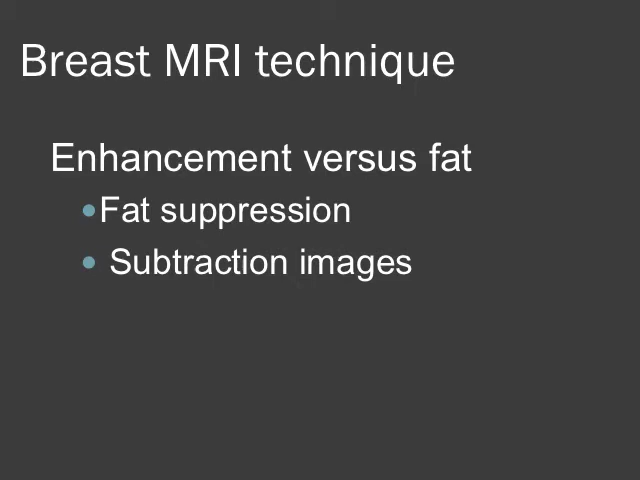 Breast MRI technique
Enhancement versus fat
•Fat suppression
• Subtraction images